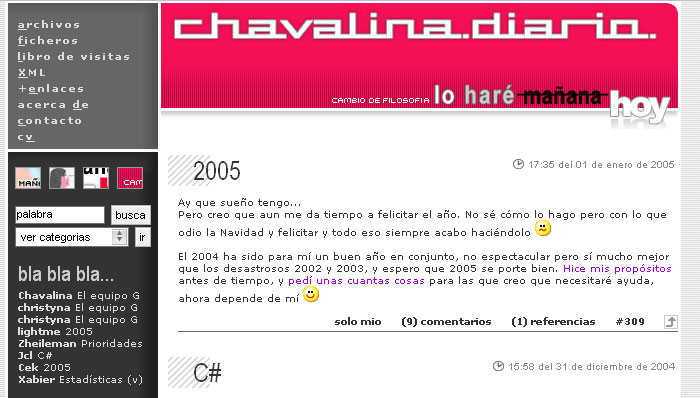 archivos
ficheros
libro de visitas
XML
+enlaces
acerca de
contacto
cv
chavalina.diario.
CAMBIO DE FILOSOFIA lo haré mañana hoy
MAÑ
CAM
palabra busca
ver categorias ir
bla bla bla...
Chavalina El equipo G
christyna El equipo G
christyna El equipo G
lightme 2005
Zheileman Prioridades
Jcl C#
Cek 2005
Xabier Estadísticas (v)
2005
17:35 del 01 de enero de 2005
Ay que sueño tengo...
Pero creo que aun me da tiempo a felicitar el año. No sé cómo lo hago pero con lo que
odio la Navidad y felicitar y todo eso siempre acabo haciéndolo
El 2004 ha sido para mí un buen año en conjunto, no espectacular pero sí mucho mejor
que los desastrosos 2002 y 2003, y espero que 2005 se porte bien. Hice mis propósitos
antes de tiempo, y pedí unas cuantas cosas para las que creo que necesitaré ayuda,
ahora depende de mí
solo mio (9) comentarios (1) referencias #309
C#
15:58 del 31 de diciembre de 2004